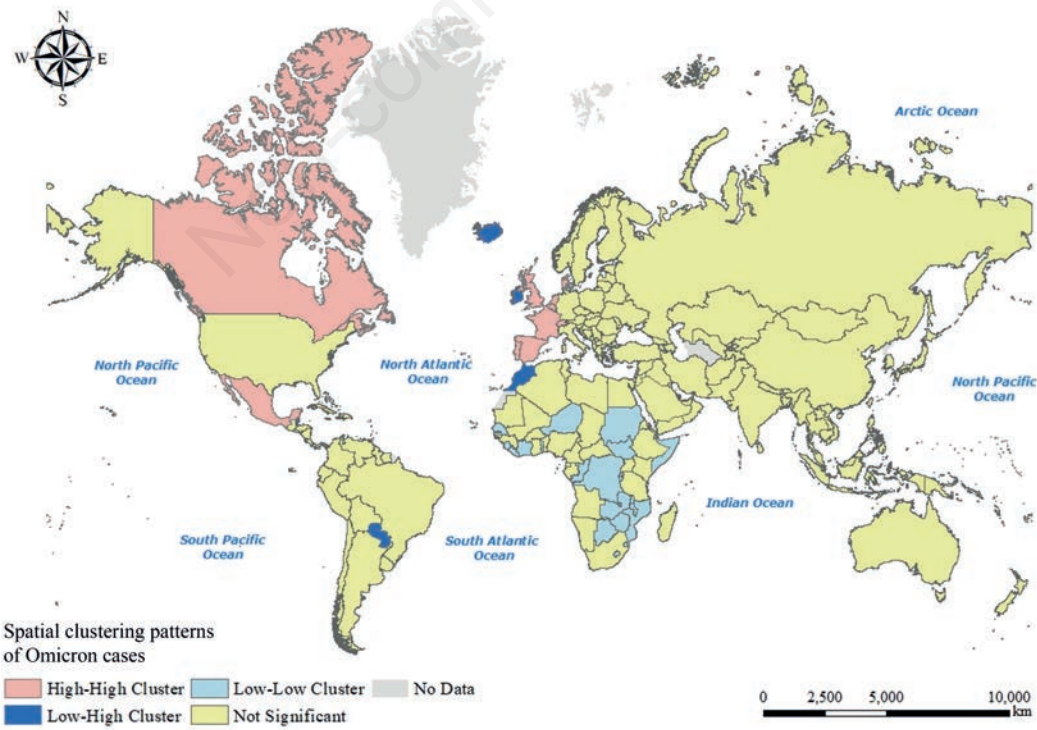 N
W E
S
Arctic Ocean
North Pacific
Ocean
North Atlantic
Ocean
North Pacific
Ocean
Indian Ocean
South Pacific
Ocean
South Atlantic
Ocean
Spatial clustering patterns
of Omicron cases
High-High Cluster Low-Low Cluster No Data
Low-High Cluster Not Significant
0 2,500 5,000 10,000
km